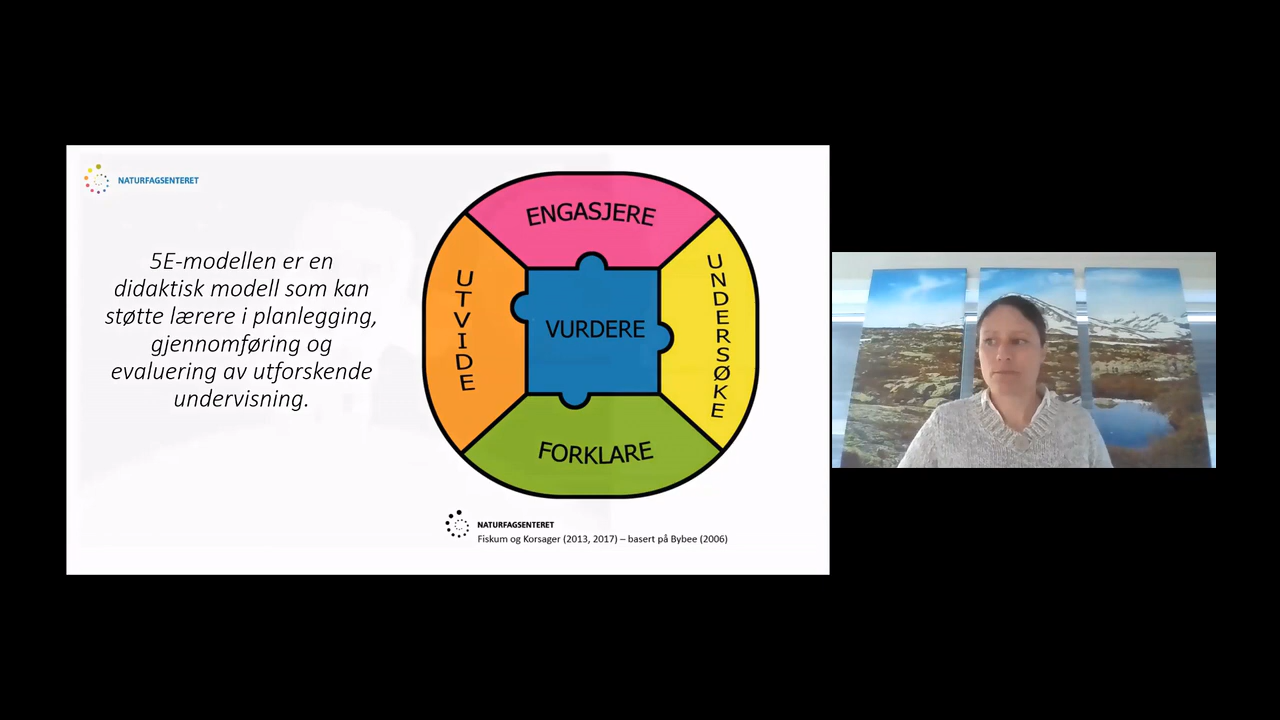 NATURFAGSENTERET
5E-modellen er en
didaktisk modell som kan
støtte lærere i planlegging,
gjennomføring og
evaluering av utforskende
undervisning.
ENGASJERE
UNDERSØKE
FORKLARE
UTVIDE
VURDERE
NATURFAGSENTERET
Fiskum og Korsager (2013, 2017) – basert på Bybee (2006)